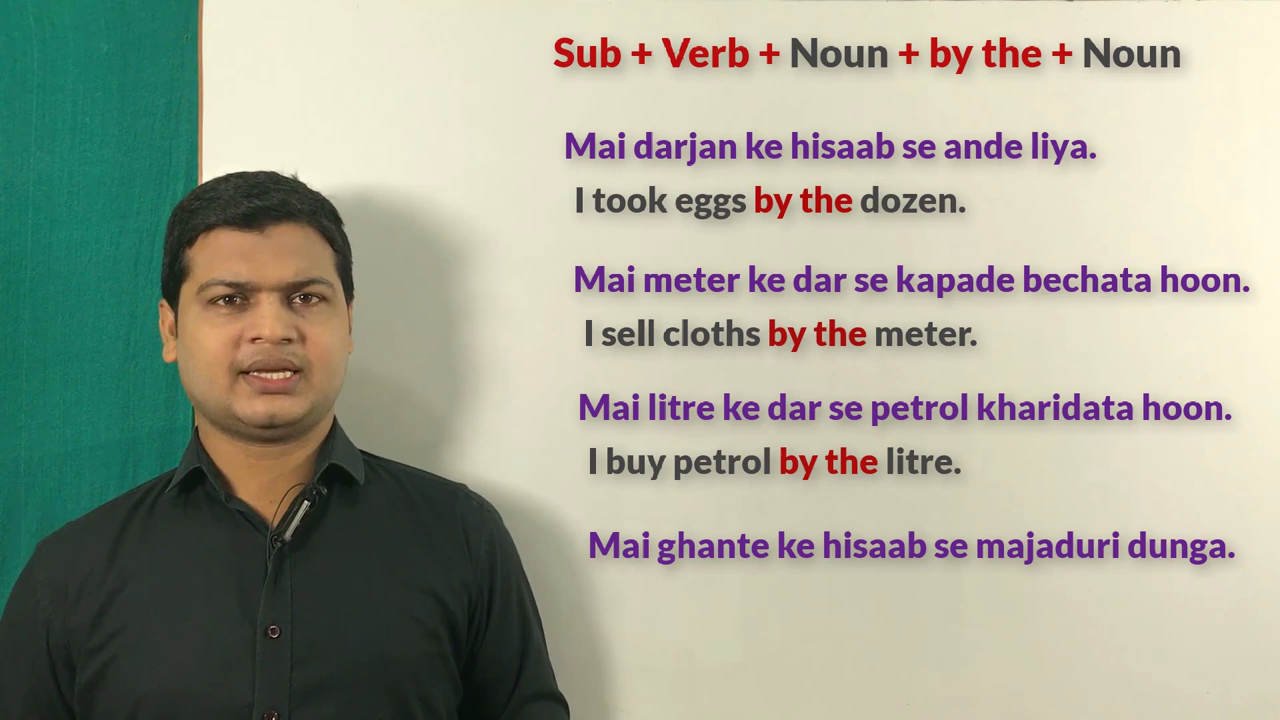 Sub + Verb + Noun + by the + Noun
Mai darjan ke hisaab se ande liya.
I took eggs by the dozen.
Mai meter ke dar se kapade bechata hoon.
I sell cloths by the meter.
Mai litre ke dar se petrol kharidata hoon.
I buy petrol by the litre.
Mai ghante ke hisaab se majaduri dunga.